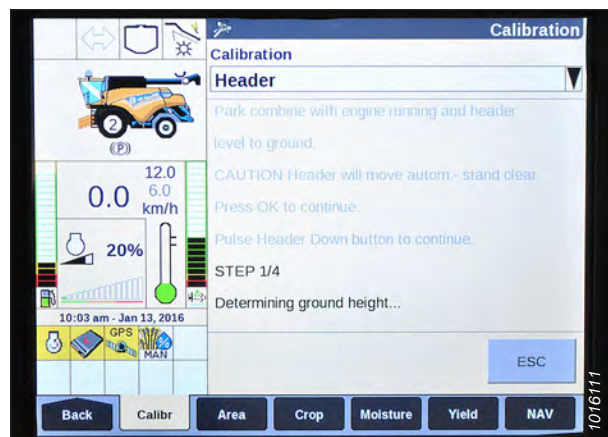 Calibration
Calibration
Header
Park combine with engine running and header
level to ground.
CAUTION Header will move autom.- stand clear
Press OK to continue.
Pulse Header Down button to continue.
STEP 1/4
Determining ground height...
ESC
2
(P)
12.0
0.0
6.0
km/h
20%
10:03 am - Jan 13, 2016
GPS
MAN
Back
Calibr
Area
Crop
Moisture
Yield
NAV
1016111